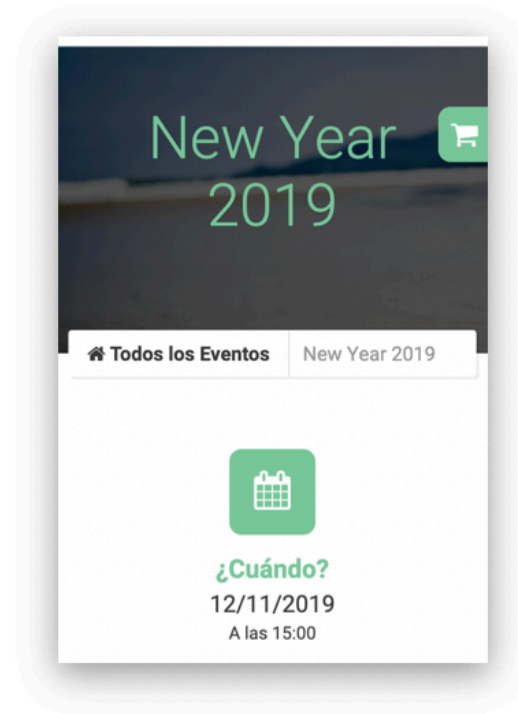 New Year
2019
Todos los Eventos New Year 2019
¿Cuándo?
12/11/2019
A las 15:00